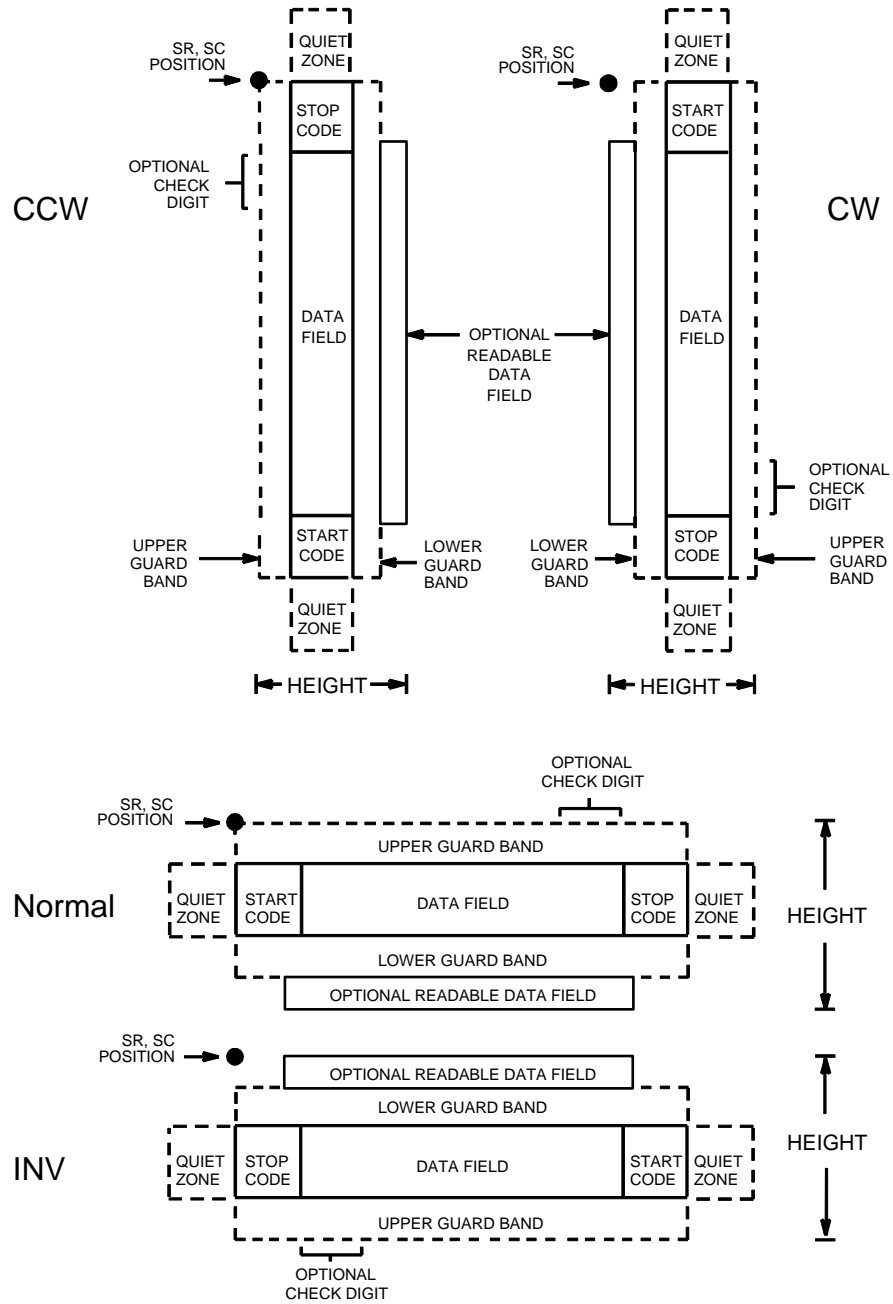 QUIET
ZONE
SR, SC
POSITION
STOP
CODE
OPTIONAL
CHECK
DIGIT
CCW
DATA
FIELD
START
CODE
UPPER
GUARD
BAND
LOWER
GUARD
BAND
QUIET
ZONE
HEIGHT
OPTIONAL
READABLE
DATA
FIELD
QUIET
ZONE
SR, SC
POSITION
START
CODE
CW
DATA
FIELD
OPTIONAL
CHECK
DIGIT
STOP
CODE
LOWER
GUARD
BAND
UPPER
GUARD
BAND
QUIET
ZONE
HEIGHT
OPTIONAL
CHECK DIGIT
SR, SC
POSITION
UPPER GUARD BAND
Normal
QUIET
ZONE
START
CODE
DATA FIELD
STOP
CODE
QUIET
ZONE
HEIGHT
LOWER GUARD BAND
OPTIONAL READABLE DATA FIELD
SR, SC
POSITION
OPTIONAL READABLE DATA FIELD
LOWER GUARD BAND
INV
QUIET
ZONE
STOP
CODE
DATA FIELD
START
CODE
QUIET
ZONE
HEIGHT
UPPER GUARD BAND
OPTIONAL
CHECK DIGIT